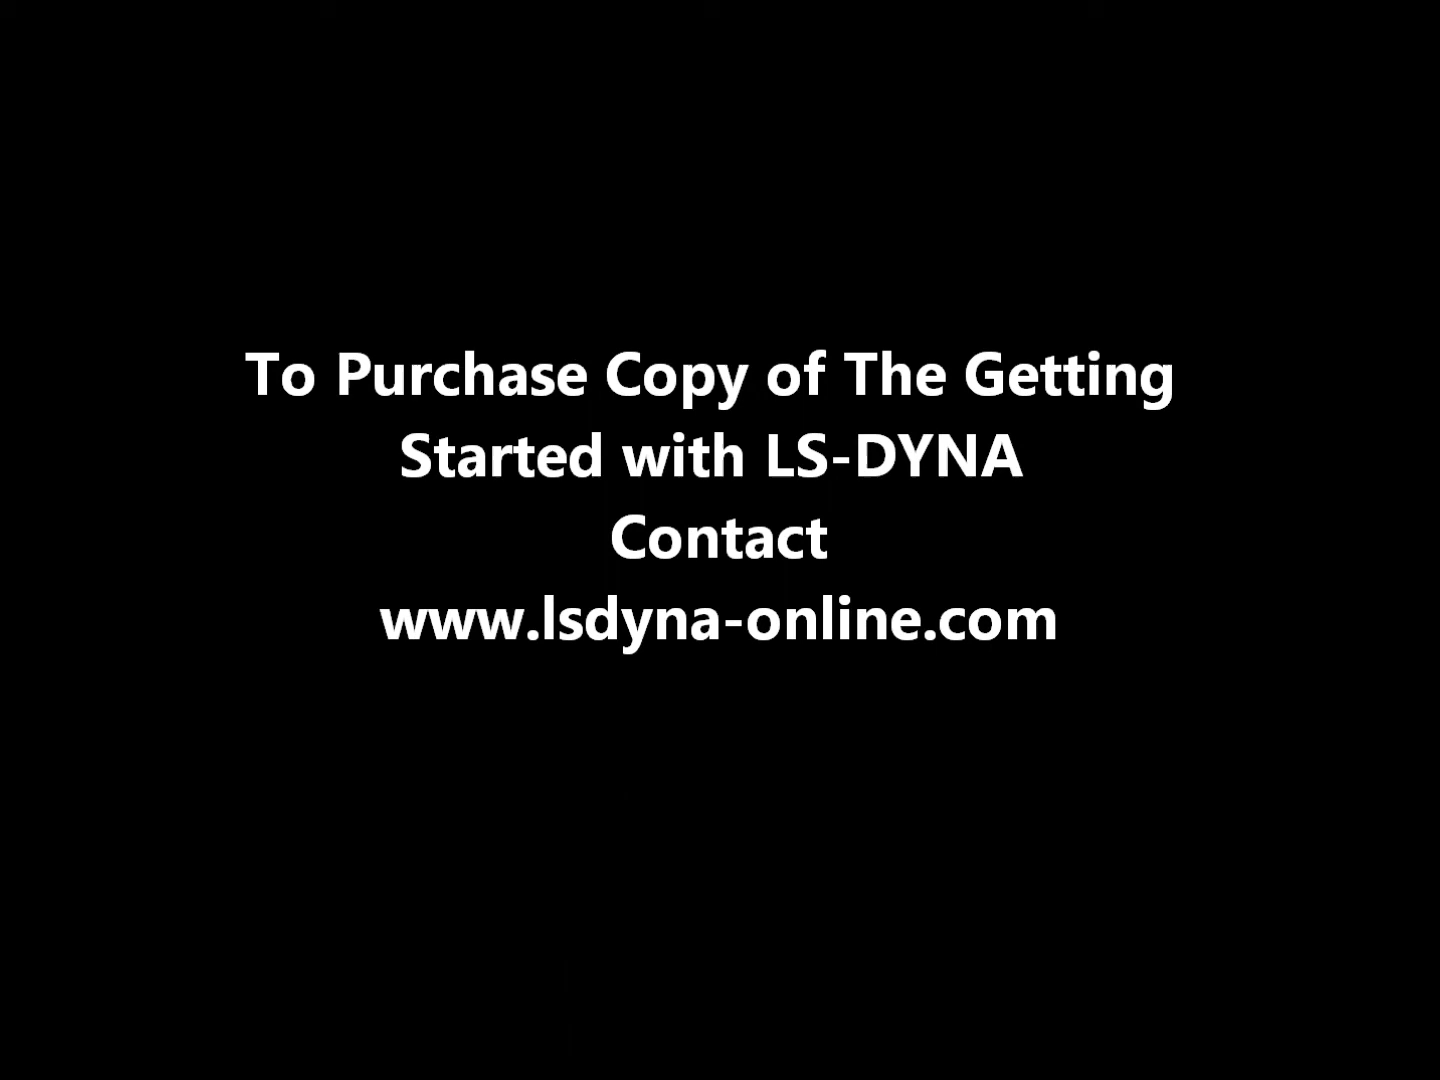 To Purchase Copy of The Getting
Started with LS-DYNA
Contact
www.lsdyna-online.com